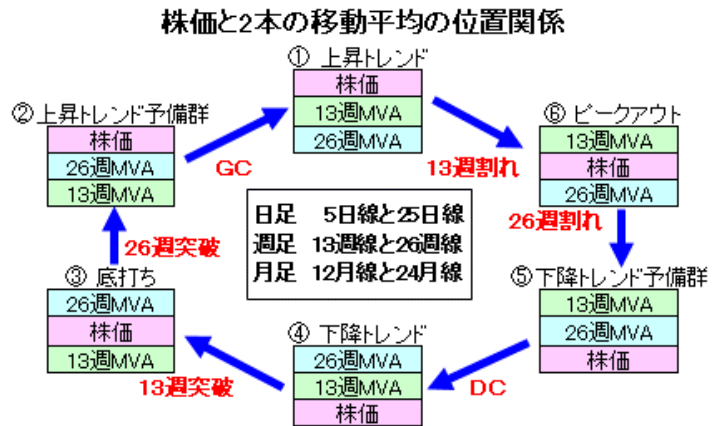 株価と2本の移動平均の位置関係
① 上昇トレンド
株価
13週MVA
26週MVA
② 上昇トレンド予備群
株価
26週MVA
13週MVA
GC
⑥ ピークアウト
13週MVA
株価
26週MVA
13週割れ
26週割れ
日足 5日線と25日線
週足 13週線と26週線
月足 12月線と24月線
26週突破
③ 底打ち
26週MVA
株価
13週MVA
⑤下降トレンド予備群
13週MVA
26週MVA
株価
④ 下降トレンド
26週MVA
13週MVA
株価
13週突破
DC